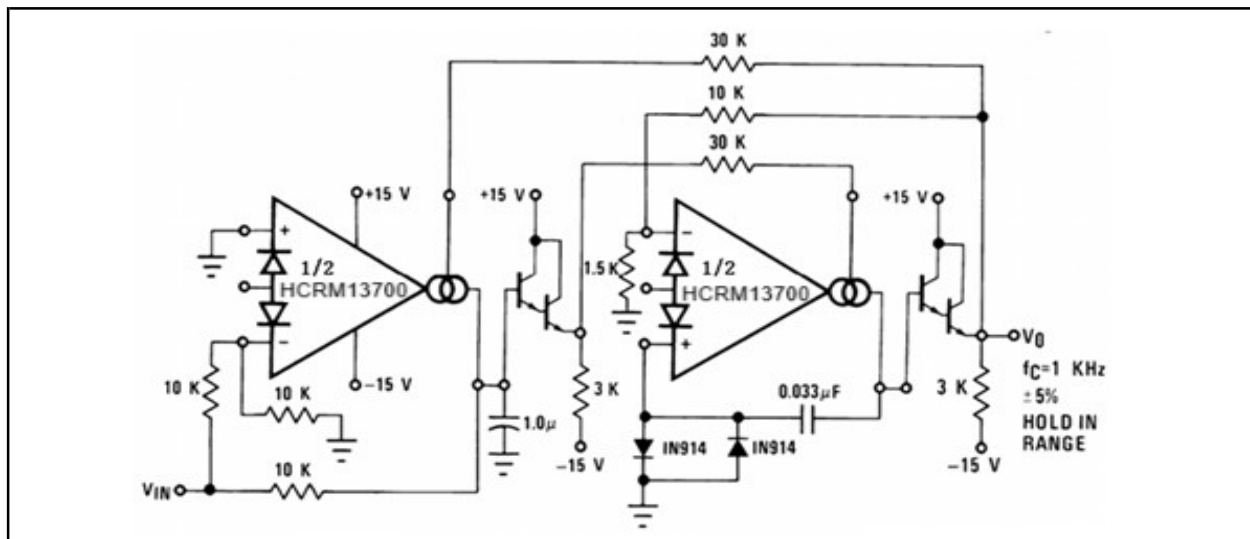 30 K
10 K
30 K
+15 V
+15 V
+15 V
+
1/2
HCRM13700
−
−15 V
10 K
10 K
10 K
VIN
1.0μ
3 K
−15 V
1.5 K
−
1/2
HCRM13700
+
0.033μF
IN914
IN914
VO
3 K
−15 V
fC=1 KHz
±5%
HOLD IN
RANGE